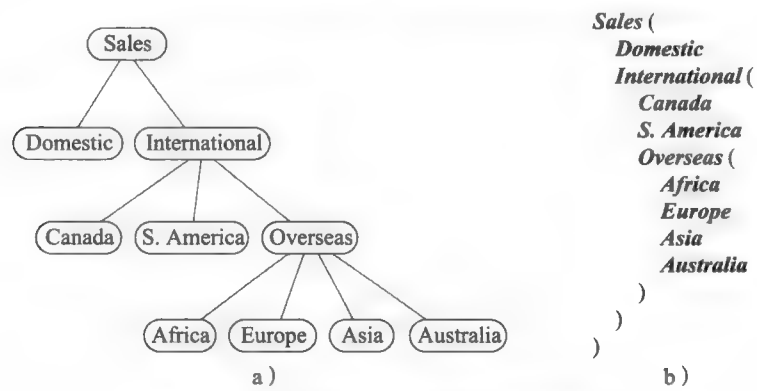 Sales
Domestic International
Canada S. America Overseas
Africa Europe Asia Australia
a )
Sales (
Domestic
International (
Canada
S. America
Overseas (
Africa
Europe
Asia
Australia
)
)
)
b )